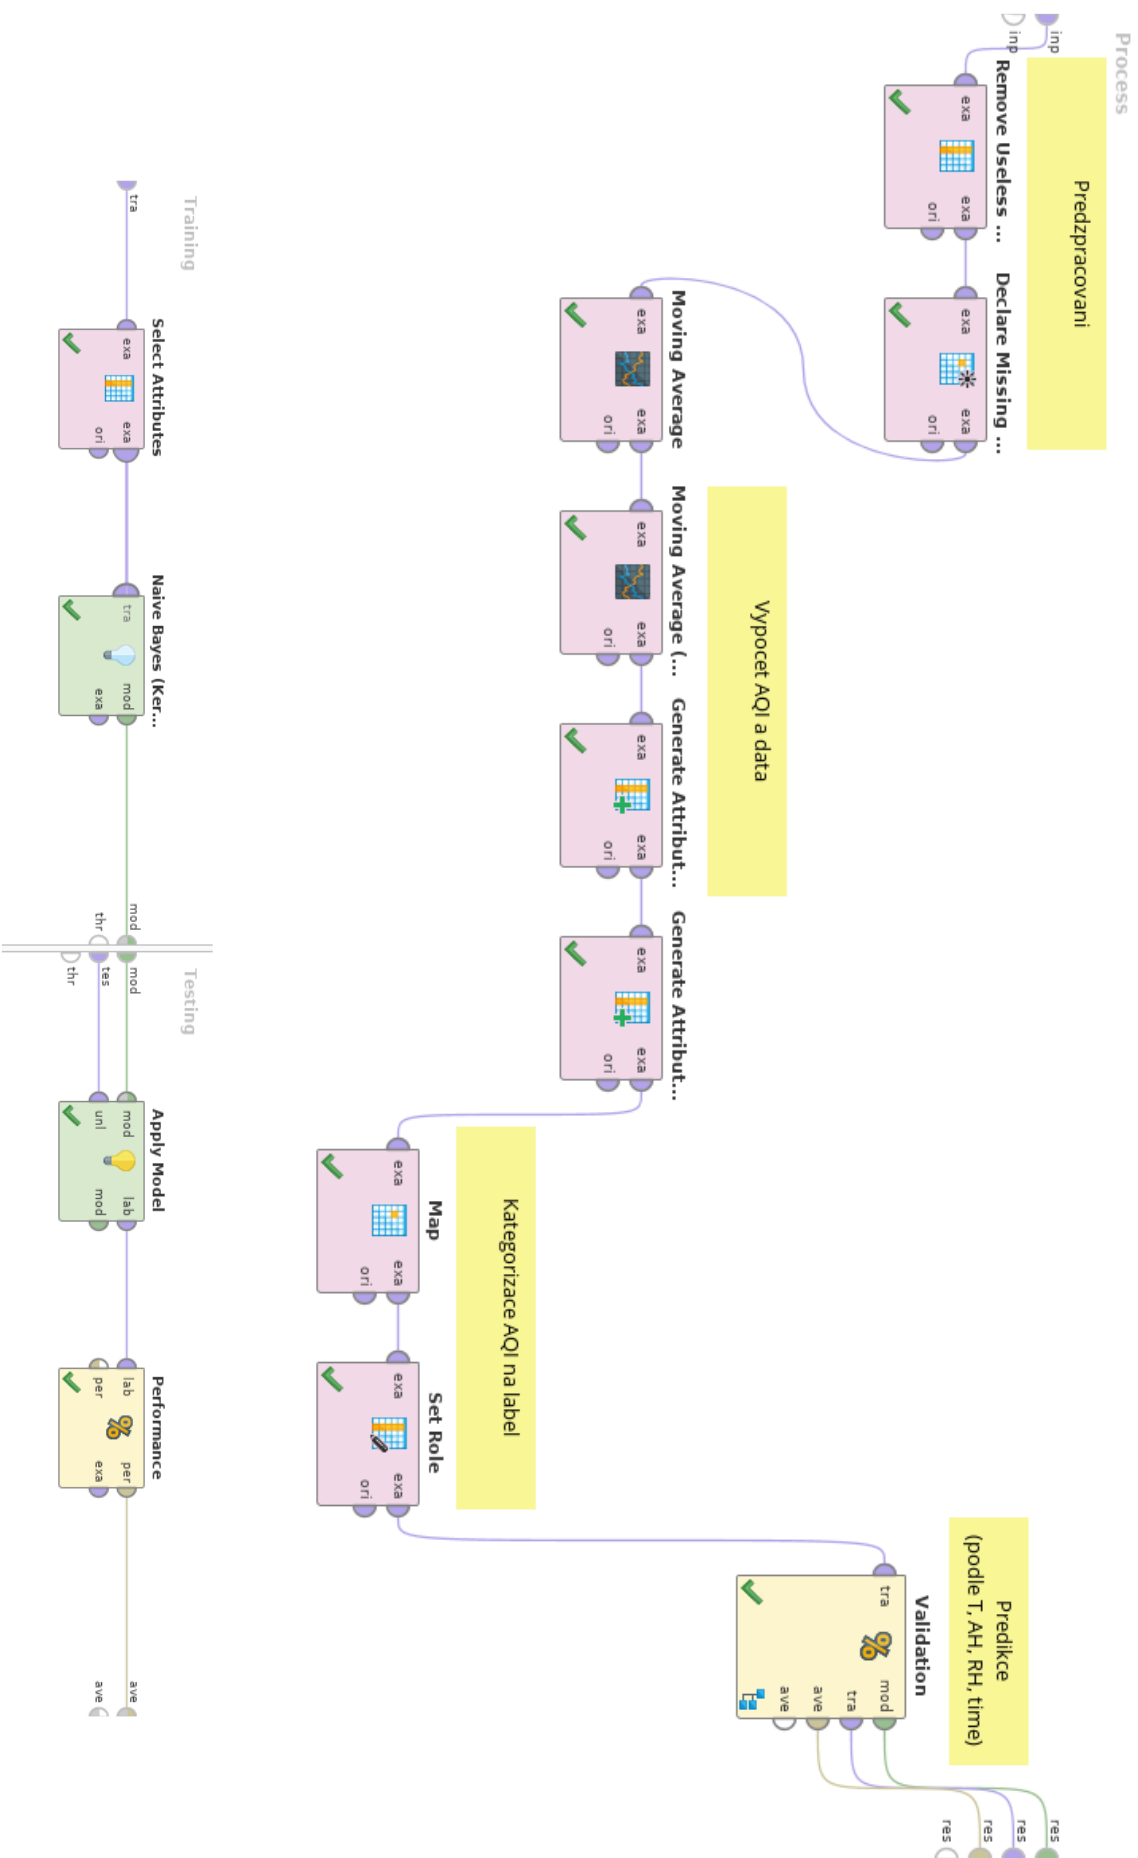 Process
inp
inp
Predzpracovani
Remove Useless ...
exa
exa
ori
Declare Missing ...
exa
exa
ori
Vypocet AQI a data
Moving Average
exa
exa
ori
Moving Average (...
exa
exa
ori
Generate Attribut...
exa
exa
ori
Generate Attribut...
exa
exa
ori
Kategorizace AQI na label
Map
exa
exa
ori
Set Role
exa
exa
ori
Predikce
(podle T, AH, RH, time)
Validation
tra
mod
tra
ave
ave
res
res
res
res
Training
tra
Select Attributes
exa
exa
ori
Naive Bayes (Ker...
tra
mod
exa
mod
thr
Testing
mod
tes
thr
Apply Model
mod
lab
unl
mod
Performance
lab
per
per
exa
ave
ave